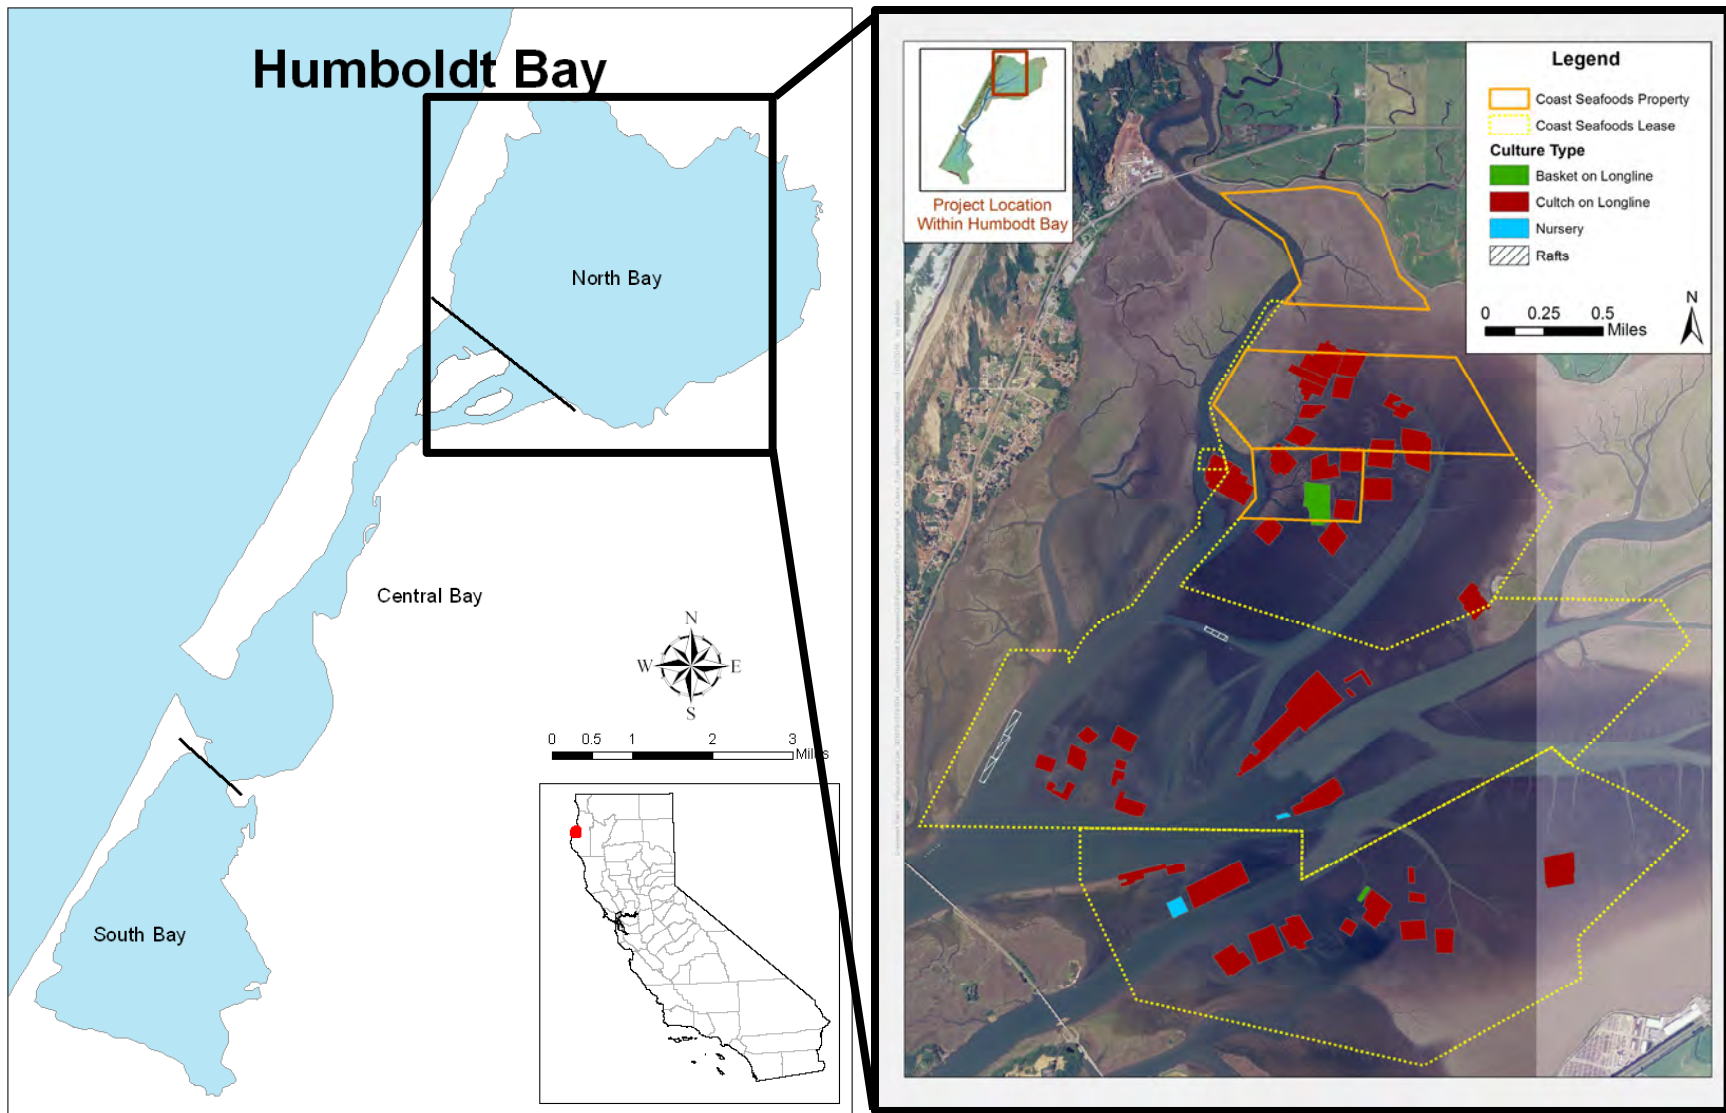 Humboldt Bay
North Bay
Central Bay
South Bay
N
W E
S
0 0.5 1 2 3
Miles
Project Location
Within Humbodt Bay
Legend
Coast Seafoods Property
Coast Seafoods Lease
Culture Type
Basket on Longline
Cultch on Longline
Nursery
Rafts
N
0 0.25 0.5
Miles